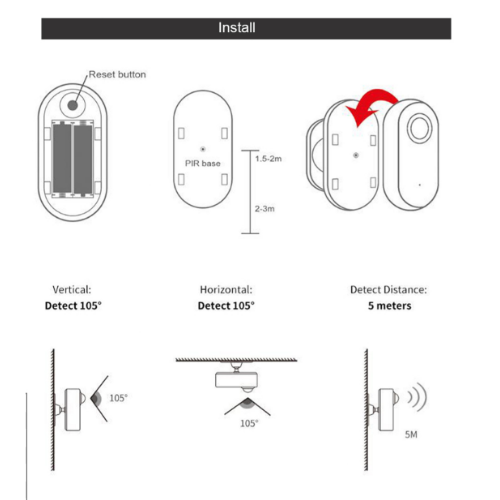 Install
Reset button
PIR base
1.5-2m
2-3m
Vertical:
Detect 105°
Horizontal:
Detect 105°
Detect Distance:
5 meters
105°
105°
5M